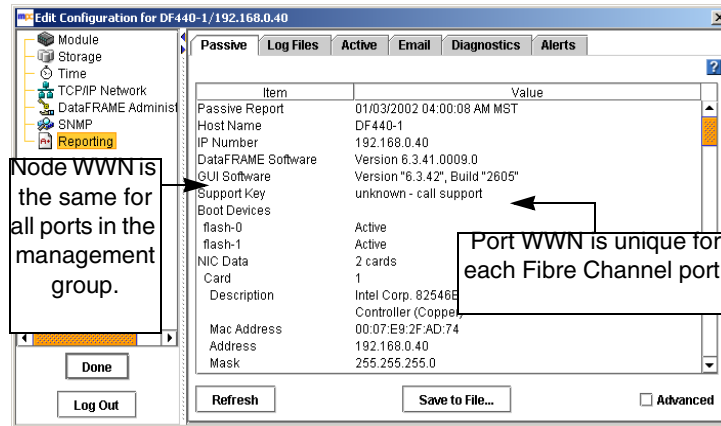 Edit Configuration for DF440-1/192.168.0.40
Module
Storage
Time
TCP/IP Network
DataFRAME Administ
SNMP
Reporting
Node WWN is
the same for
all ports in the
management
group.
Done
Log Out
Passive Log Files Active Email Diagnostics Alerts
?
Item Value
Passive Report 01/03/2002 04:00:08 AM MST
Host Name DF440-1
IP Number 192.168.0.40
DataFRAME Software Version 6.3.41.0009.0
GUI Software Version "6.3.42", Build "2605"
Support Key unknown - call support
Boot Devices
flash-0 Active
flash-1 Active
NIC Data 2 cards
Card 1
Description Intel Corp. 82546E
Controller (Copper)
Mac Address 00:07:E9:2F:AD:74
Address 192.168.0.40
Mask 255.255.255.0
Port WWN is unique for
each Fibre Channel port
Refresh Save to File... Advanced